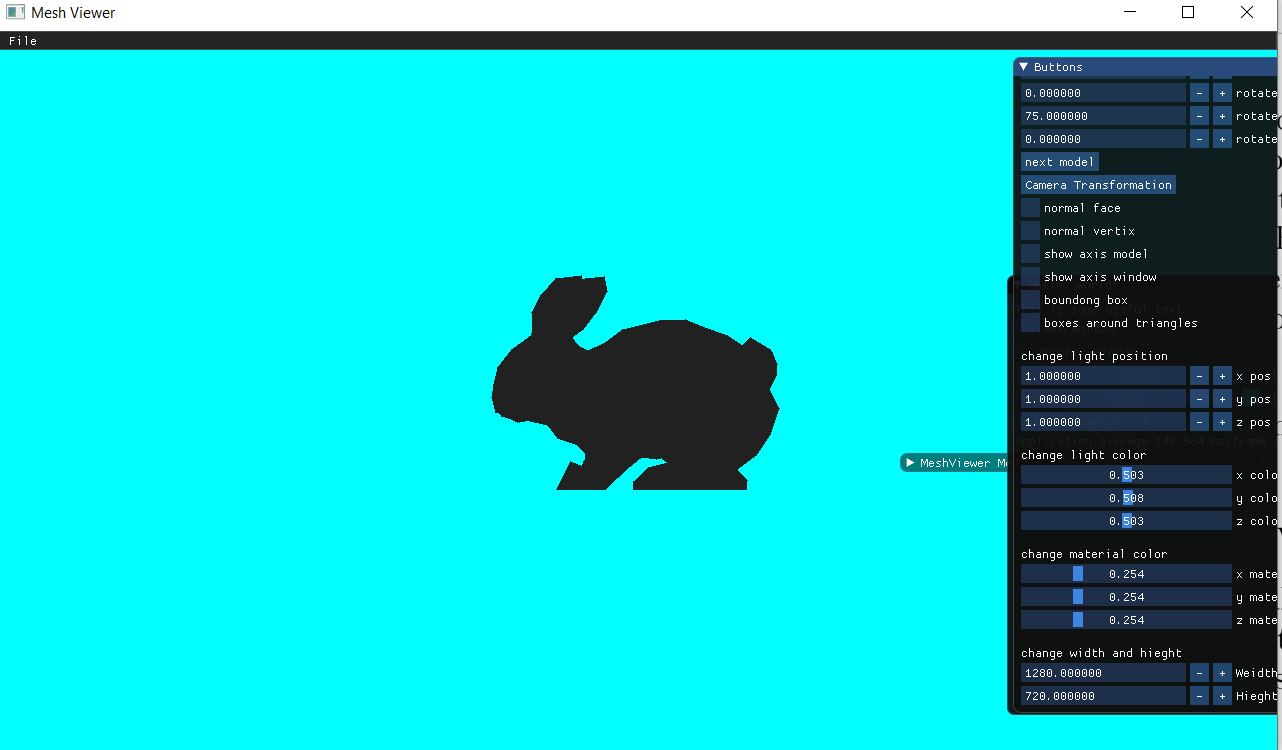 Mesh Viewer
File
Buttons
0.000000 - + rotate
75.000000 - + rotate
0.000000 - + rotate
next model
Camera Transformation
normal face
normal vertix
show axis model
show axis window
boundong box
boxes around triangles
change light position
1.000000 - + x pos
1.000000 - + y pos
1.000000 - + z pos
Application average 149.564 ms/frame
change light color
MeshViewer M
0.503 x colo
0.508 y colo
0.503 z colo
change material color
0.254 x mate
0.254 y mate
0.254 z mate
change width and hieght
1280.000000 - + Weidth
720.000000 - + Hieght